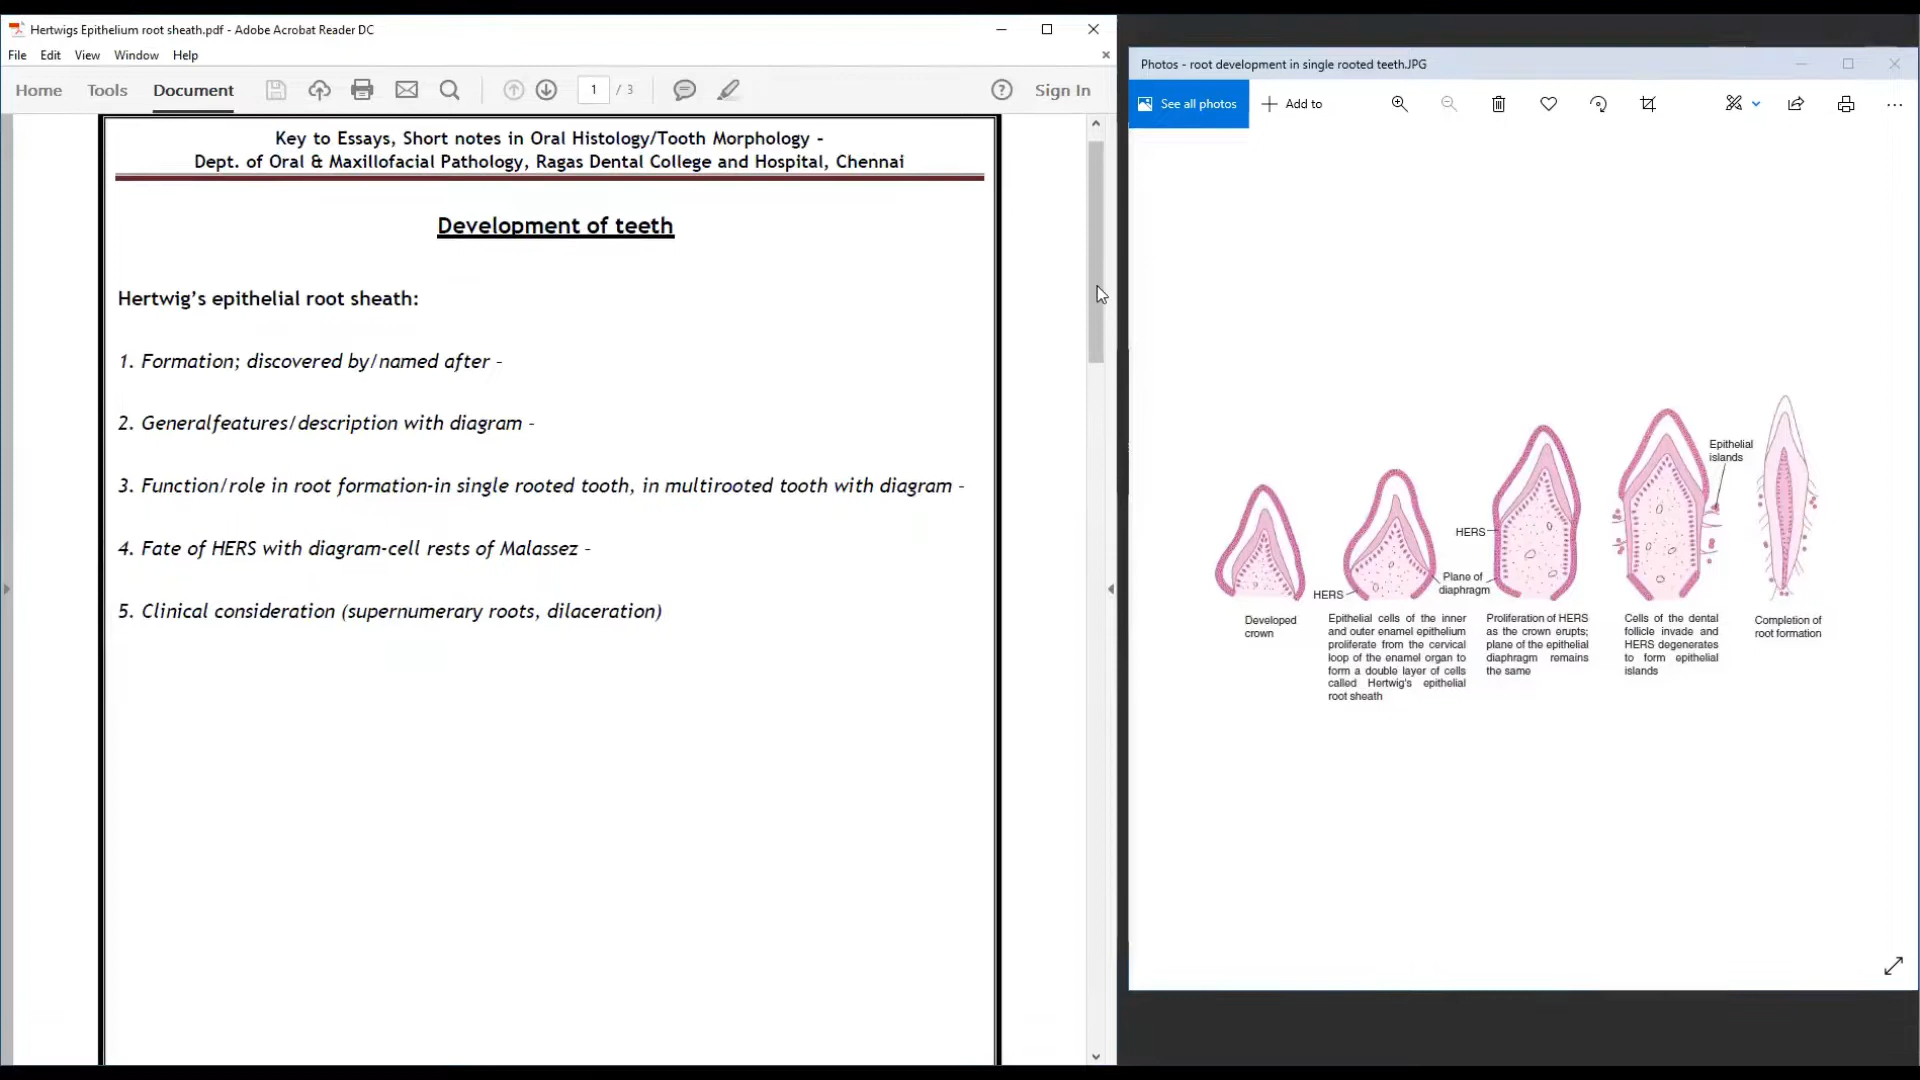 Hertwigs Epithelium root sheath.pdf - Adobe Acrobat Reader DC
File Edit View Window Help
Home Tools Document 1 / 3 Sign In
Key to Essays, Short notes in Oral Histology/Tooth Morphology -
Dept. of Oral & Maxillofacial Pathology, Ragas Dental College and Hospital, Chennai
Development of teeth
Hertwig's epithelial root sheath:
1. Formation; discovered by/named after -
2. Generalfeatures/description with diagram -
3. Function/role in root formation-in single rooted tooth, in multirooted tooth with diagram -
4. Fate of HERS with diagram-cell rests of Malassez -
5. Clinical consideration (supernumerary roots, dilaceration)
Photos - root development in single rooted teeth.JPG
See all photos Add to
Epithelial
islands
HERS
Plane of
diaphragm
HERS
Developed
crown
Epithelial cells of the inner
and outer enamel epithelium
proliferate from the cervical
loop of the enamel organ to
form a double layer of cells
called Hertwig's epithelial
root sheath
Proliferation of HERS
as the crown erupts;
plane of the epithelial
diaphragm remains
the same
Cells of the dental
follicle invade and
HERS degenerates
to form epithelial
islands
Completion of
root formation